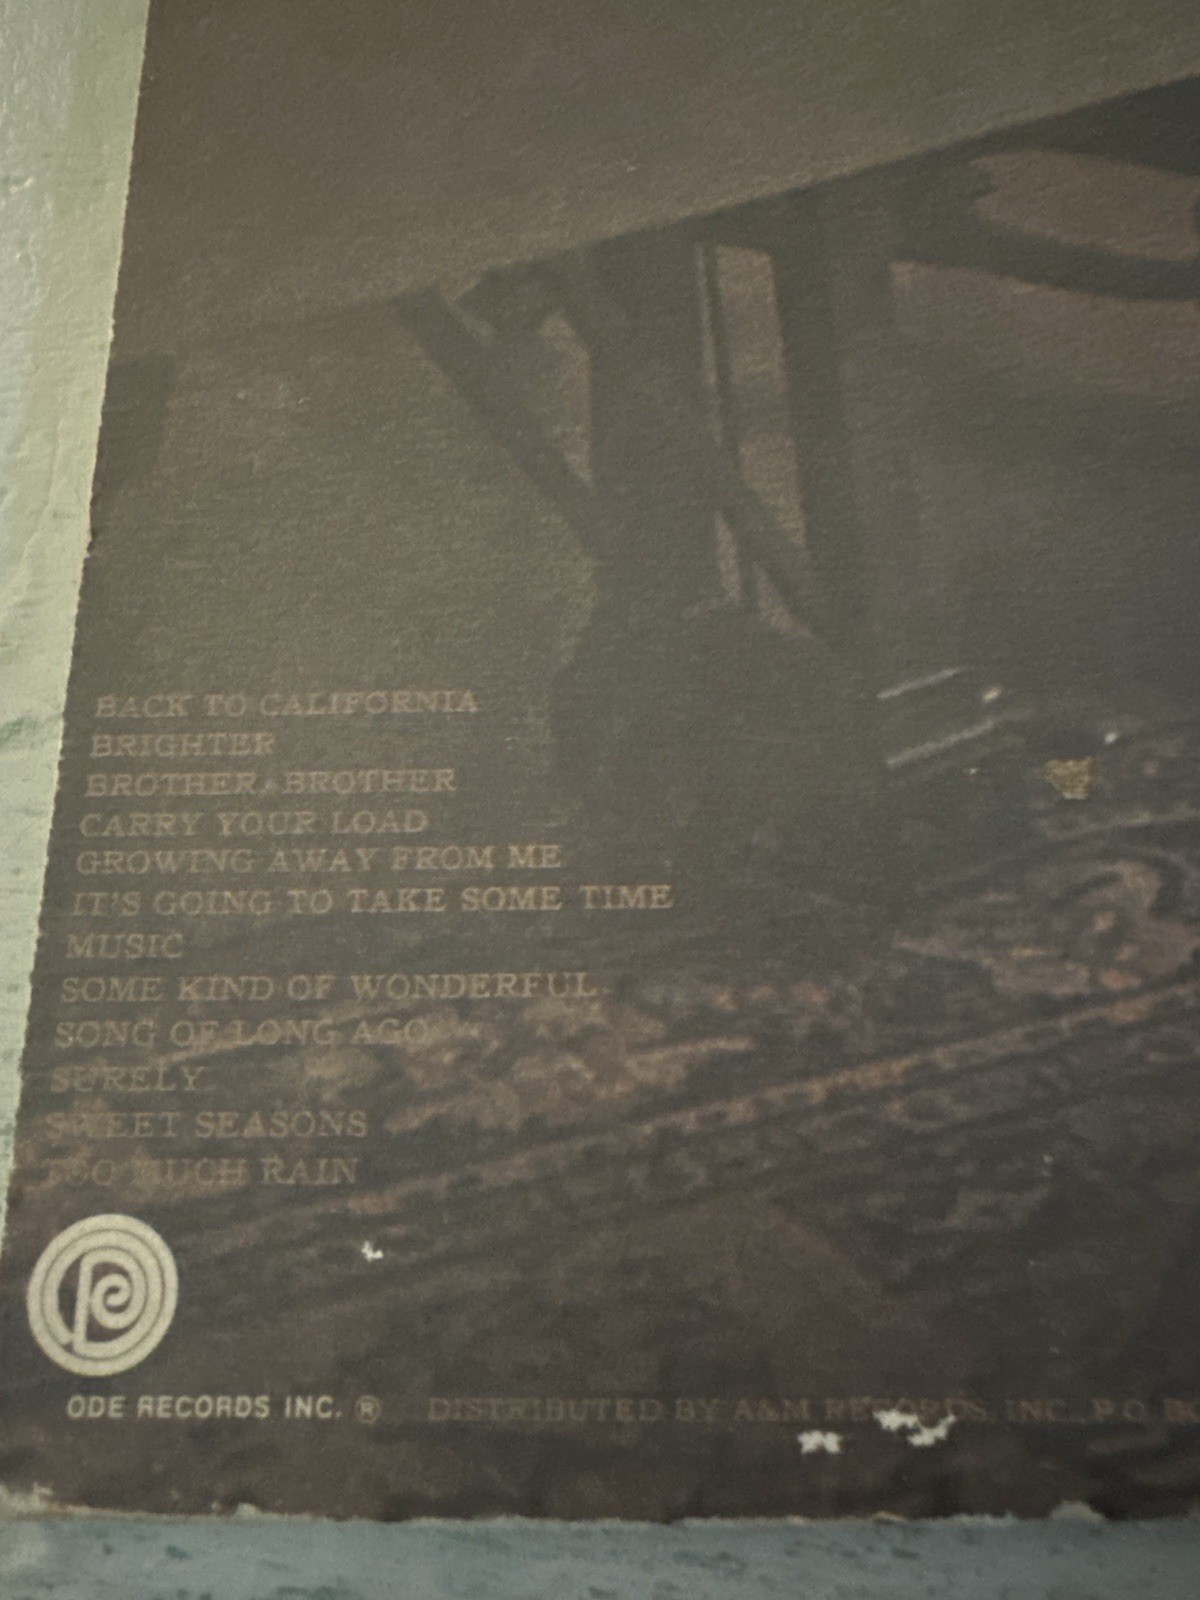 BACK TO CALIFORNIA
BRIGHTER
BROTHER, BROTHER
CARRY YOUR LOAD
GROWING AWAY FROM ME
IT'S GOING TO TAKE SOME TIME
MUSIC
SOME KIND OF WONDERFUL
SONG OF LONG AGO
SURELY
SWEET SEASONS
TOO MUCH RAIN
ODE RECORDS INC. ® DISTRIBUTED BY A&M RECORDS, INC., P.O.